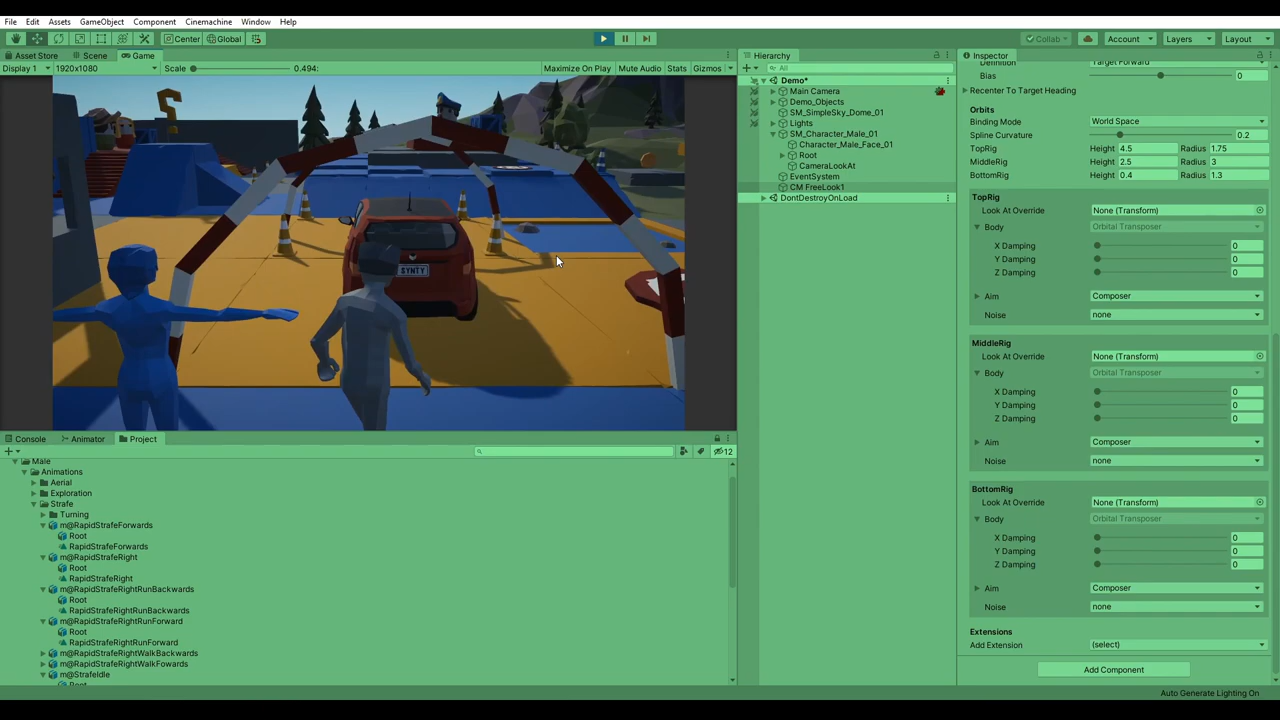 File Edit Assets GameObject Component Cinemachine Window Help
Center Global Collab Account Layers Layout
Asset Store Scene Game
Display 1 1920x1080 Scale 0.494: Maximize On Play Mute Audio Stats Gizmos
SYNTY
Console Animator Project
12
Male
Animations
Aerial
Exploration
Strafe
Turning
m@RapidStrafeForwards
Root
RapidStrafeForwards
m@RapidStrafeRight
Root
RapidStrafeRight
m@RapidStrafeRightRunBackwards
Root
RapidStrafeRightRunBackwards
m@RapidStrafeRightRunForward
Root
RapidStrafeRightRunForward
m@RapidStrafeRightWalkBackwards
m@RapidStrafeRightWalkFowards
m@StrafeIdle
Root
Hierarchy
All
Demo*
Main Camera
Demo_Objects
SM_SimpleSky_Dome_01
Lights
SM_Character_Male_01
Character_Male_Face_01
Root
CameraLookAt
EventSystem
CM FreeLook1
DontDestroyOnLoad
Inspector
Definition Target Forward
Bias 0
Recenter To Target Heading
Orbits
Binding Mode World Space
Spline Curvature 0.2
TopRig Height 4.5 Radius 1.75
MiddleRig Height 2.5 Radius 3
BottomRig Height 0.4 Radius 1.3
TopRig
Look At Override None (Transform)
Body Orbital Transposer
X Damping 0
Y Damping 0
Z Damping 0
Aim Composer
Noise none
MiddleRig
Look At Override None (Transform)
Body Orbital Transposer
X Damping 0
Y Damping 0
Z Damping 0
Aim Composer
Noise none
BottomRig
Look At Override None (Transform)
Body Orbital Transposer
X Damping 0
Y Damping 0
Z Damping 0
Aim Composer
Noise none
Extensions
Add Extension (select)
Add Component
Auto Generate Lighting On